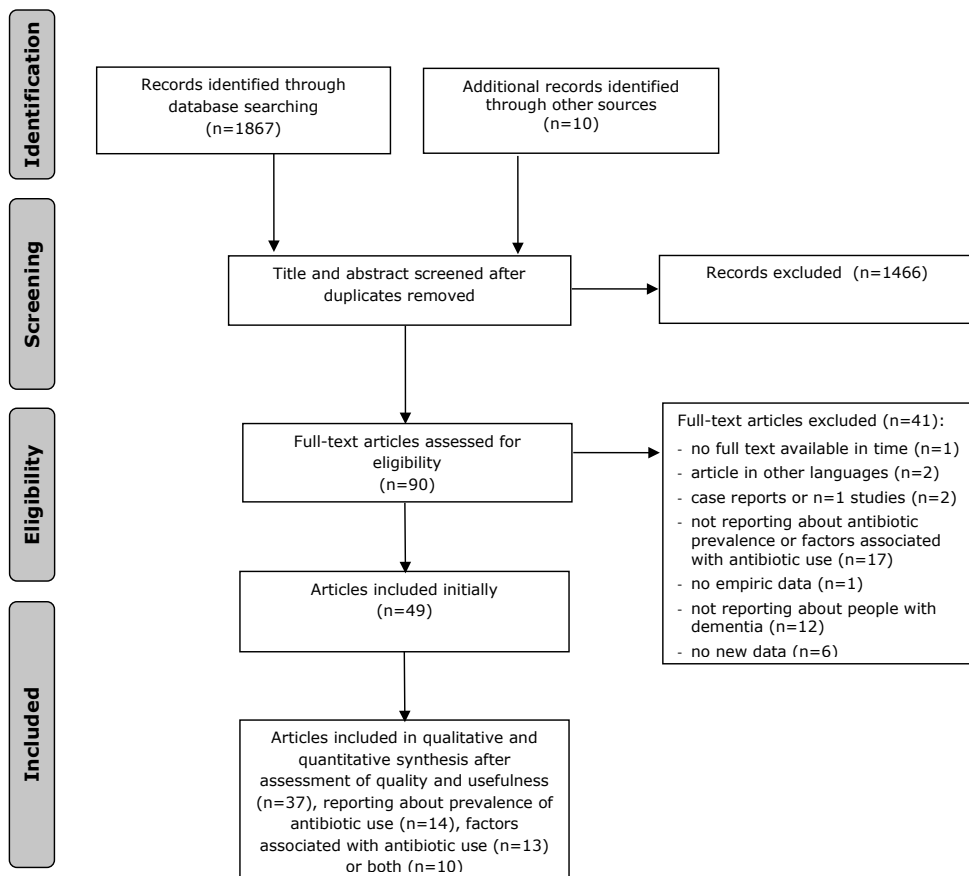 Identification
Records identified through
database searching
(n=1867)
Additional records identified
through other sources
(n=10)
Screening
Title and abstract screened after
duplicates removed
Records excluded (n=1466)
Eligibility
Full-text articles assessed for
eligibility
(n=90)
Full-text articles excluded (n=41):
- no full text available in time (n=1)
- article in other languages (n=2)
- case reports or n=1 studies (n=2)
- not reporting about antibiotic
prevalence or factors associated
with antibiotic use (n=17)
- no empiric data (n=1)
- not reporting about people with
dementia (n=12)
- no new data (n=6)
Included
Articles included initially
(n=49)
Articles included in qualitative and
quantitative synthesis after
assessment of quality and usefulness
(n=37), reporting about prevalence of
antibiotic use (n=14), factors
associated with antibiotic use (n=13)
or both (n=10)